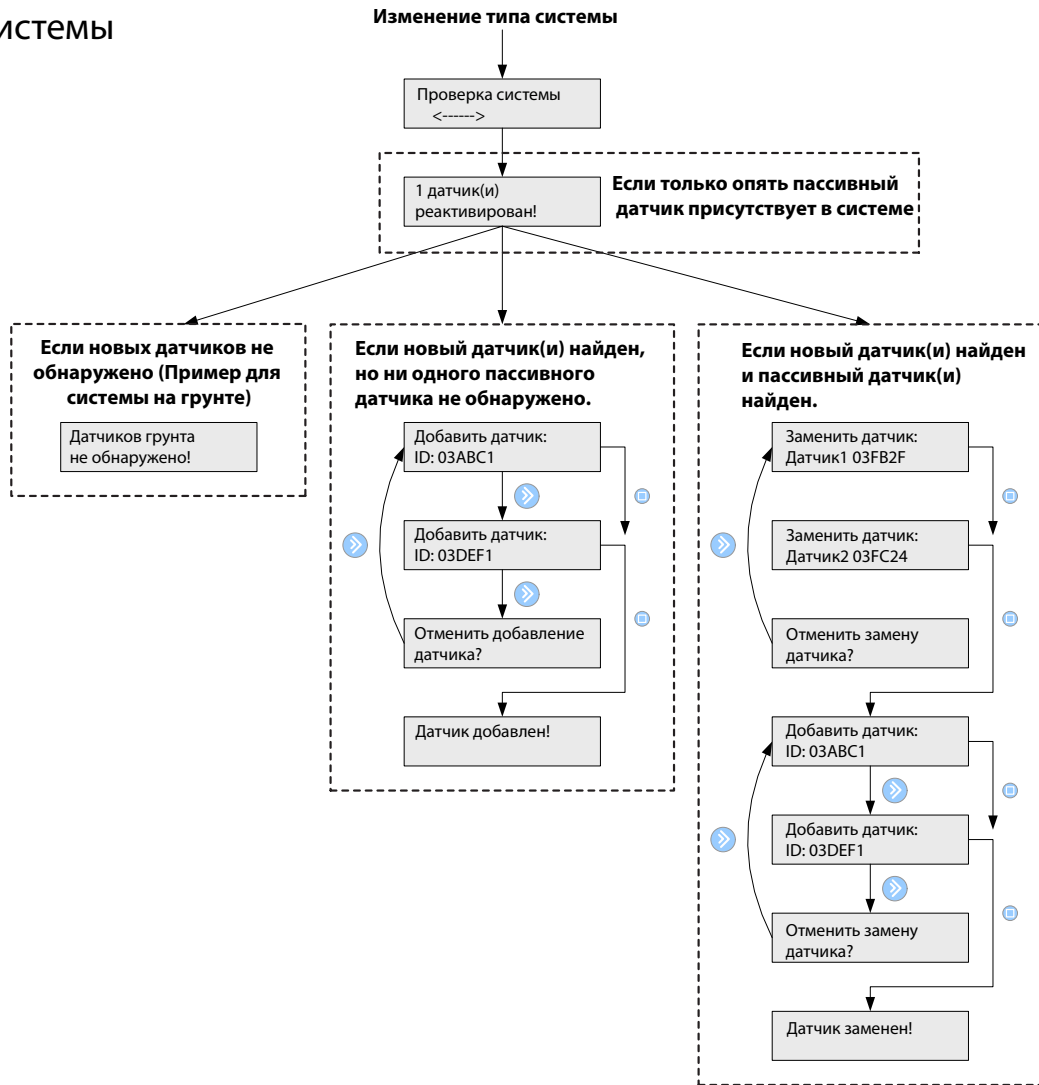 истемы
Изменение типа системы
Проверка системы
<------>
1 датчик(и)
реактивирован!
Если только опять пассивный
датчик присутствует в системе
Если новых датчиков не
обнаружено (Пример для
системы на грунте)
Датчиков грунта
не обнаружено!
Если новый датчик(и) найден,
но ни одного пассивного
датчика не обнаружено.
Добавить датчик:
ID: 03ABC1
Добавить датчик:
ID: 03DEF1
Отменить добавление
датчика?
Датчик добавлен!
Если новый датчик(и) найден
и пассивный датчик(и)
найден.
Заменить датчик:
Датчик1 03FB2F
Заменить датчик:
Датчик2 03FC24
Отменить замену
датчика?
Добавить датчик:
ID: 03ABC1
Добавить датчик:
ID: 03DEF1
Отменить замену
датчика?
Датчик заменен!